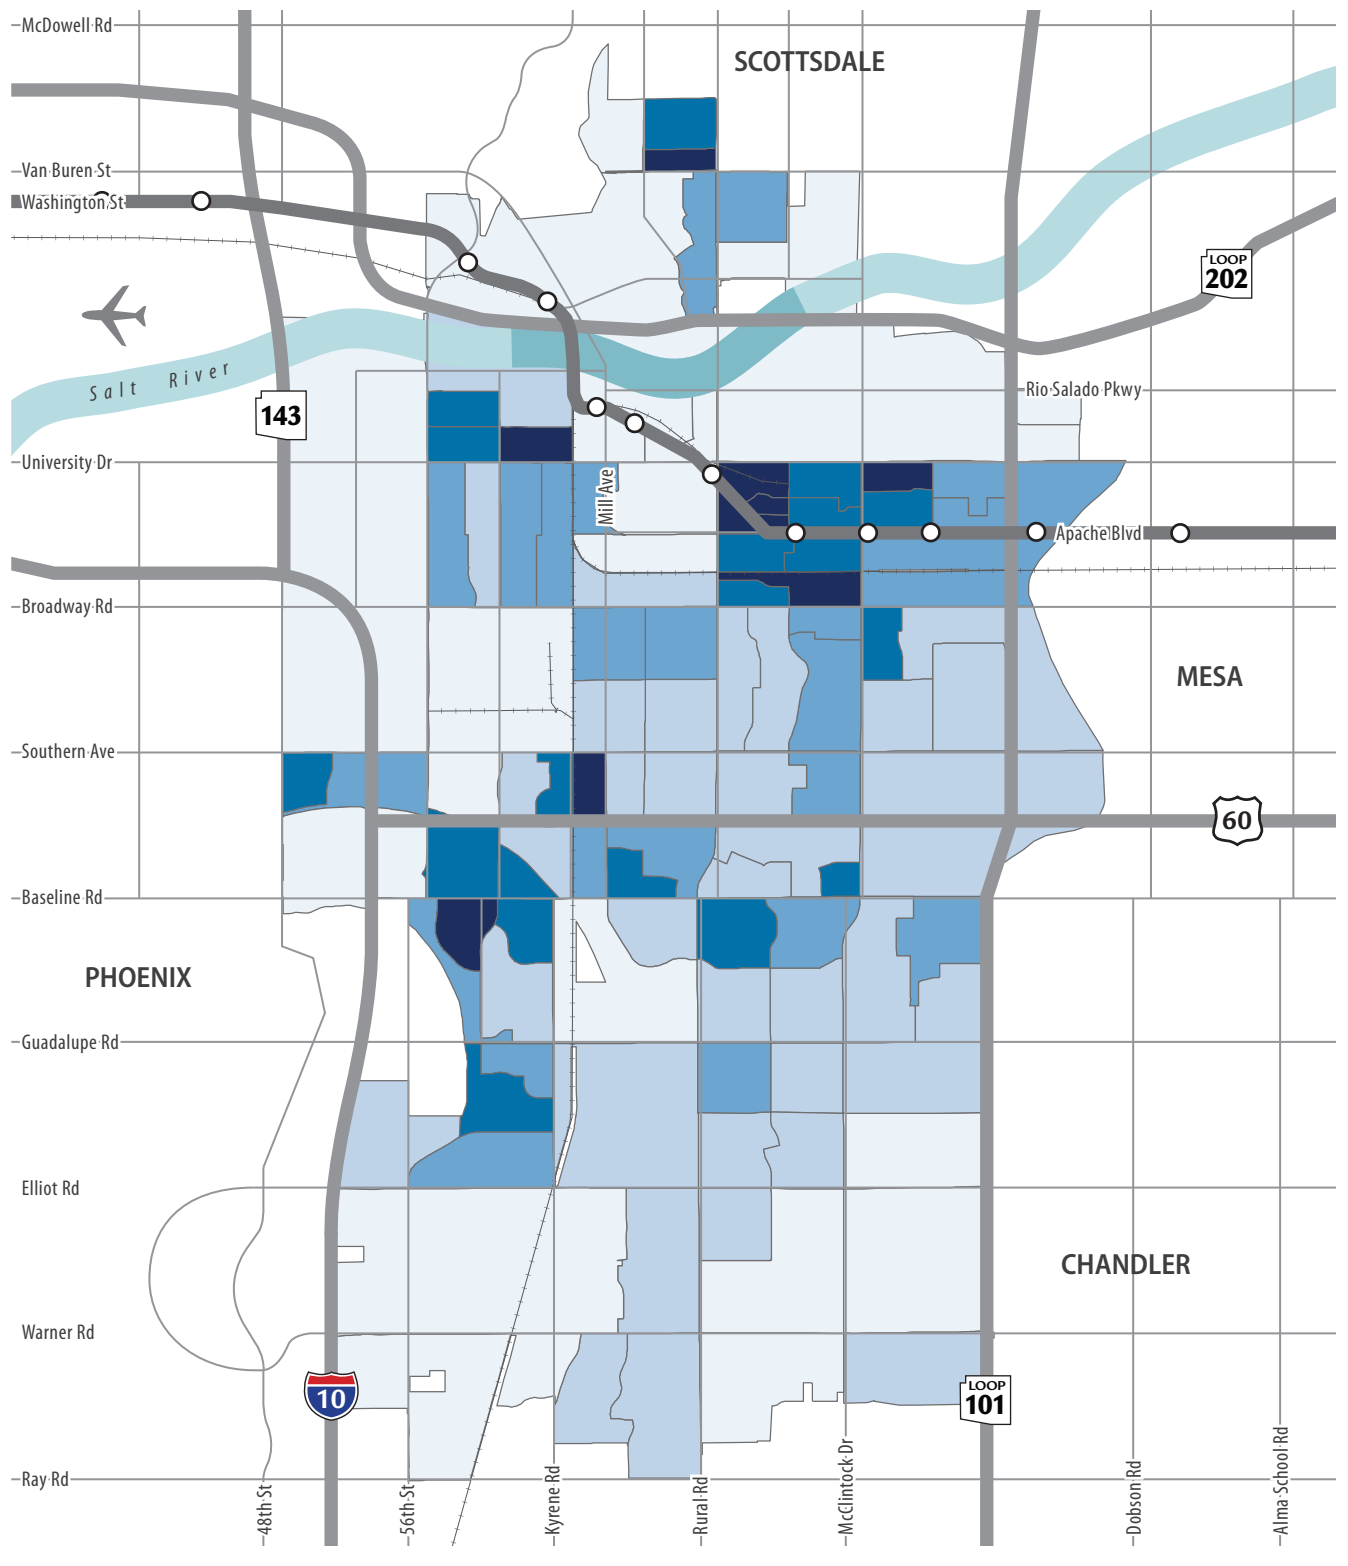 McDowell Rd
SCOTTSDALE
Van Buren St
Washington St
LOOP
202
Salt River
Rio Salado Pkwy
143
University Dr
Mill Ave
Apache Blvd
Broadway Rd
MESA
Southern Ave
60
Baseline Rd
PHOENIX
Guadalupe Rd
Elliot Rd
CHANDLER
Warner Rd
10
LOOP
101
Ray Rd
48th St
56th St
Kyrene Rd
Rural Rd
McClintock Dr
Dobson Rd
Alma School Rd